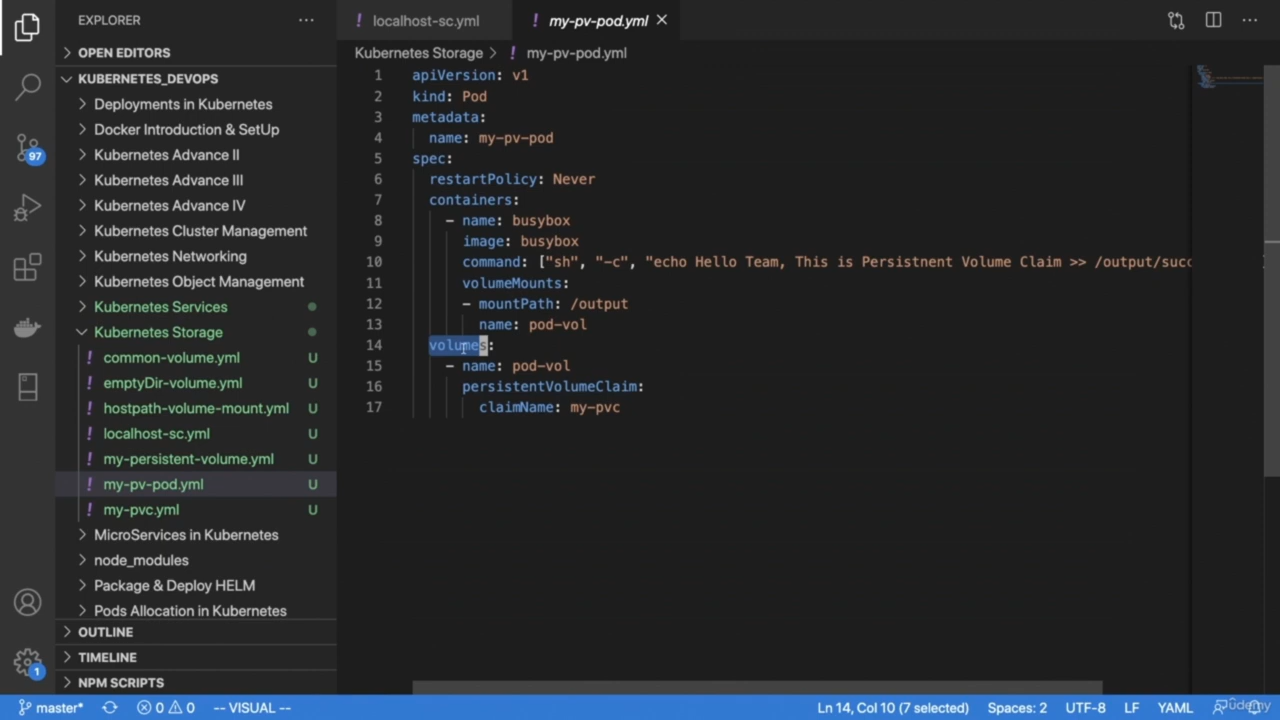 EXPLORER
localhost-sc.yml
my-pv-pod.yml
OPEN EDITORS
KUBERNETES_DEVOPS
Deployments in Kubernetes
Docker Introduction & SetUp
Kubernetes Advance II
Kubernetes Advance III
Kubernetes Advance IV
Kubernetes Cluster Management
Kubernetes Networking
Kubernetes Object Management
Kubernetes Services
Kubernetes Storage
common-volume.yml U
emptyDir-volume.yml U
hostpath-volume-mount.yml U
localhost-sc.yml U
my-persistent-volume.yml U
my-pv-pod.yml U
my-pvc.yml U
MicroServices in Kubernetes
node_modules
Package & Deploy HELM
Pods Allocation in Kubernetes
OUTLINE
TIMELINE
NPM SCRIPTS
97
1
Kubernetes Storage > ! my-pv-pod.yml
1 apiVersion: v1
2 kind: Pod
3 metadata:
4 name: my-pv-pod
5 spec:
6 restartPolicy: Never
7 containers:
8 - name: busybox
9 image: busybox
10 command: ["sh", "-c", "echo Hello Team, This is Persistnent Volume Claim >> /output/succ
11 volumeMounts:
12 - mountPath: /output
13 name: pod-vol
14 volumes:
15 - name: pod-vol
16 persistentVolumeClaim:
17 claimName: my-pvc
master* 0 0 -- VISUAL -- Ln 14, Col 10 (7 selected) Spaces: 2 UTF-8 LF YAML
Udemy